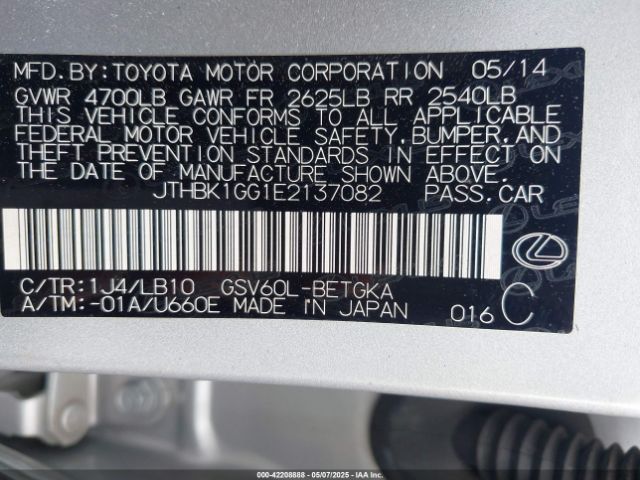 MFD.BY:TOYOTA MOTOR CORPORATION 05/14
GVWR 4700LB GAWR FR 2625LB RR 2540LB
THIS VEHICLE CONFORMS TO ALL APPLICABLE
FEDERAL MOTOR VEHICLE SAFETY, BUMPER, AND
THEFT PREVENTION STANDARDS IN EFFECT ON
THE DATE OF MANUFACTURE SHOWN ABOVE.
JTHBK1GG1E2137082 PASS.CAR
C/TR:1J4/LB10 GSV60L-BETGKA
A/TM:-01A/U660E MADE IN JAPAN 016 C
000-42208888 - 05/07/2025 - IAA Inc.